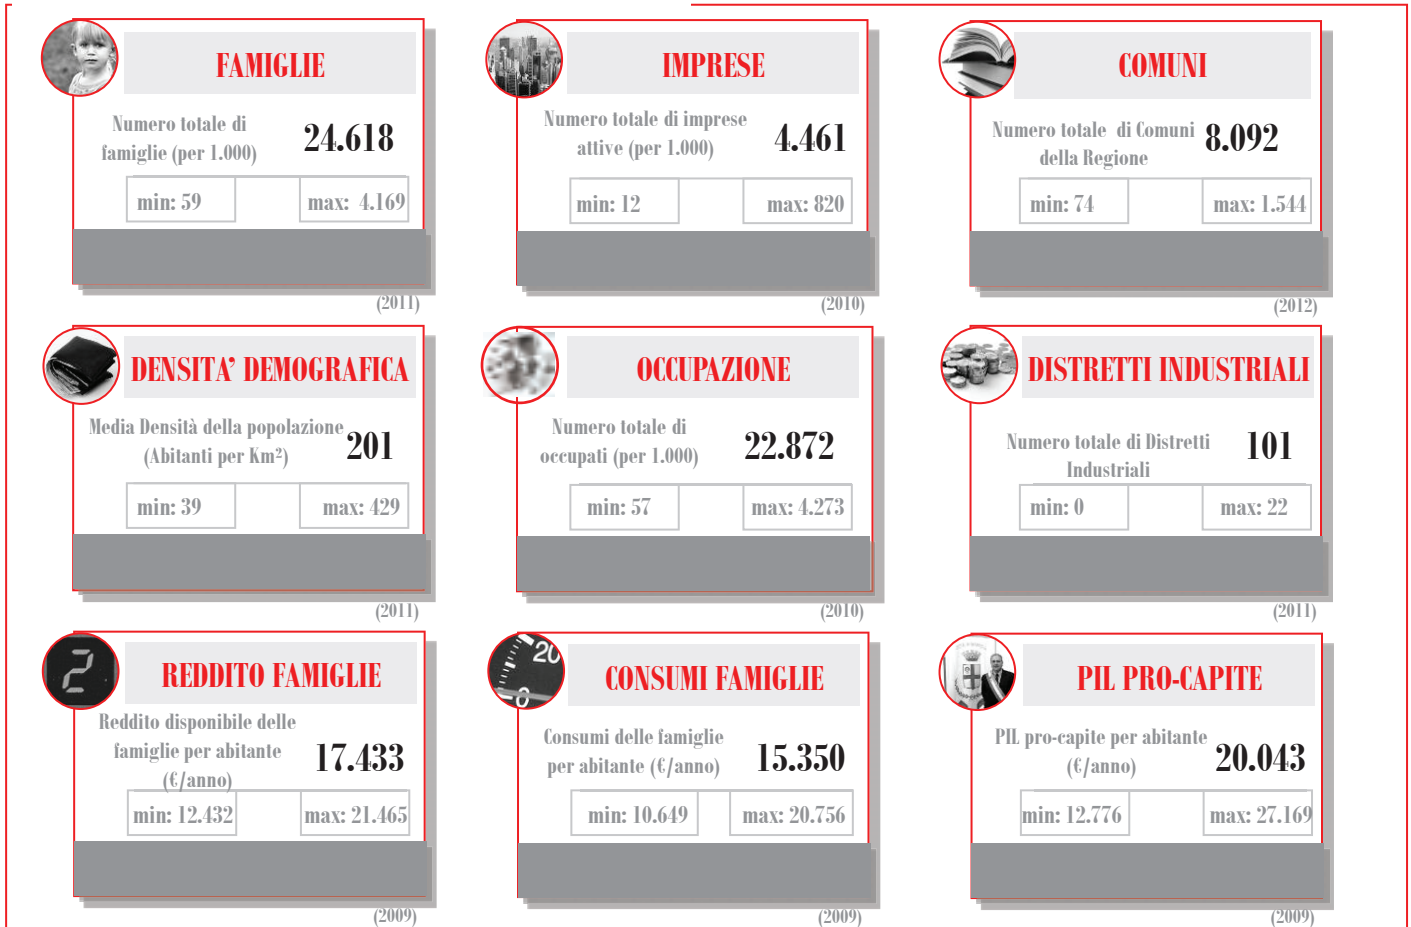 FAMIGLIE
Numero totale di
famiglie (per 1.000)
24.618
min: 59
max: 4.169
(2011)
IMPRESE
Numero totale di imprese
attive (per 1.000)
4.461
min: 12
max: 820
(2010)
COMUNI
Numero totale di Comuni
della Regione
8.092
min: 74
max: 1.544
(2012)
DENSITA’ DEMOGRAFICA
Media Densità della popolazione
(Abitanti per Km²)
201
min: 39
max: 429
(2011)
OCCUPAZIONE
Numero totale di
occupati (per 1.000)
22.872
min: 57
max: 4.273
(2010)
DISTRETTI INDUSTRIALI
Numero totale di Distretti
Industriali
101
min: 0
max: 22
(2011)
2
REDDITO FAMIGLIE
Reddito disponibile delle
famiglie per abitante
(€/anno)
17.433
min: 12.432
max: 21.465
(2009)
20
0
CONSUMI FAMIGLIE
Consumi delle famiglie
per abitante (€/anno)
15.350
min: 10.649
max: 20.756
(2009)
PIL PRO-CAPITE
PIL pro-capite per abitante
(€/anno)
20.043
min: 12.776
max: 27.169
(2009)